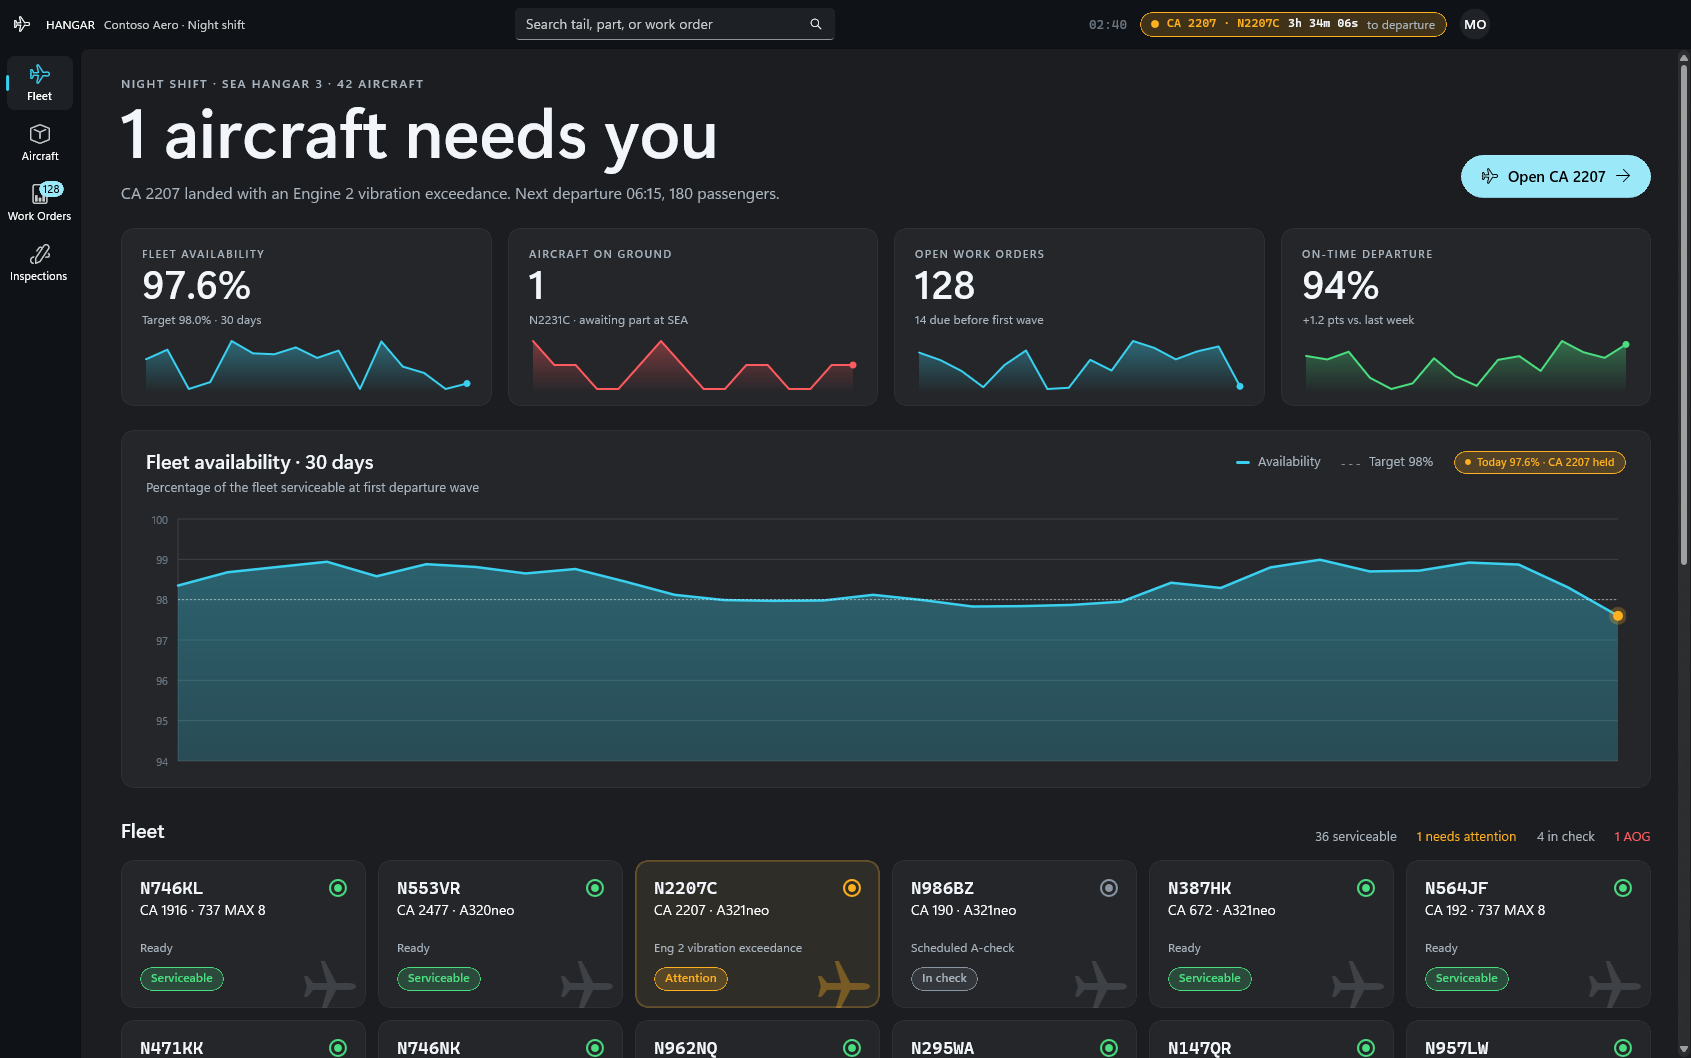 HANGAR Contoso Aero · Night shift
Search tail, part, or work order
02:40
CA 2207 · N2207C 3h 34m 06s to departure
MO
Fleet
Aircraft
128
Work Orders
Inspections
NIGHT SHIFT · SEA HANGAR 3 · 42 AIRCRAFT
1 aircraft needs you
CA 2207 landed with an Engine 2 vibration exceedance. Next departure 06:15, 180 passengers.
Open CA 2207
FLEET AVAILABILITY
97.6%
Target 98.0% · 30 days
AIRCRAFT ON GROUND
1
N2231C · awaiting part at SEA
OPEN WORK ORDERS
128
14 due before first wave
ON-TIME DEPARTURE
94%
+1.2 pts vs. last week
Fleet availability · 30 days
Percentage of the fleet serviceable at first departure wave
Availability
Target 98%
Today 97.6% · CA 2207 held
100
99
98
97
96
95
94
Fleet
36 serviceable 1 needs attention 4 in check 1 AOG
N746KL
CA 1916 · 737 MAX 8
Ready
Serviceable
N553VR
CA 2477 · A320neo
Ready
Serviceable
N2207C
CA 2207 · A321neo
Eng 2 vibration exceedance
Attention
N986BZ
CA 190 · A321neo
Scheduled A-check
In check
N387HK
CA 672 · A321neo
Ready
Serviceable
N564JF
CA 192 · 737 MAX 8
Ready
Serviceable
N471KK
N746NK
N962NQ
N295WA
N147QR
N957LW